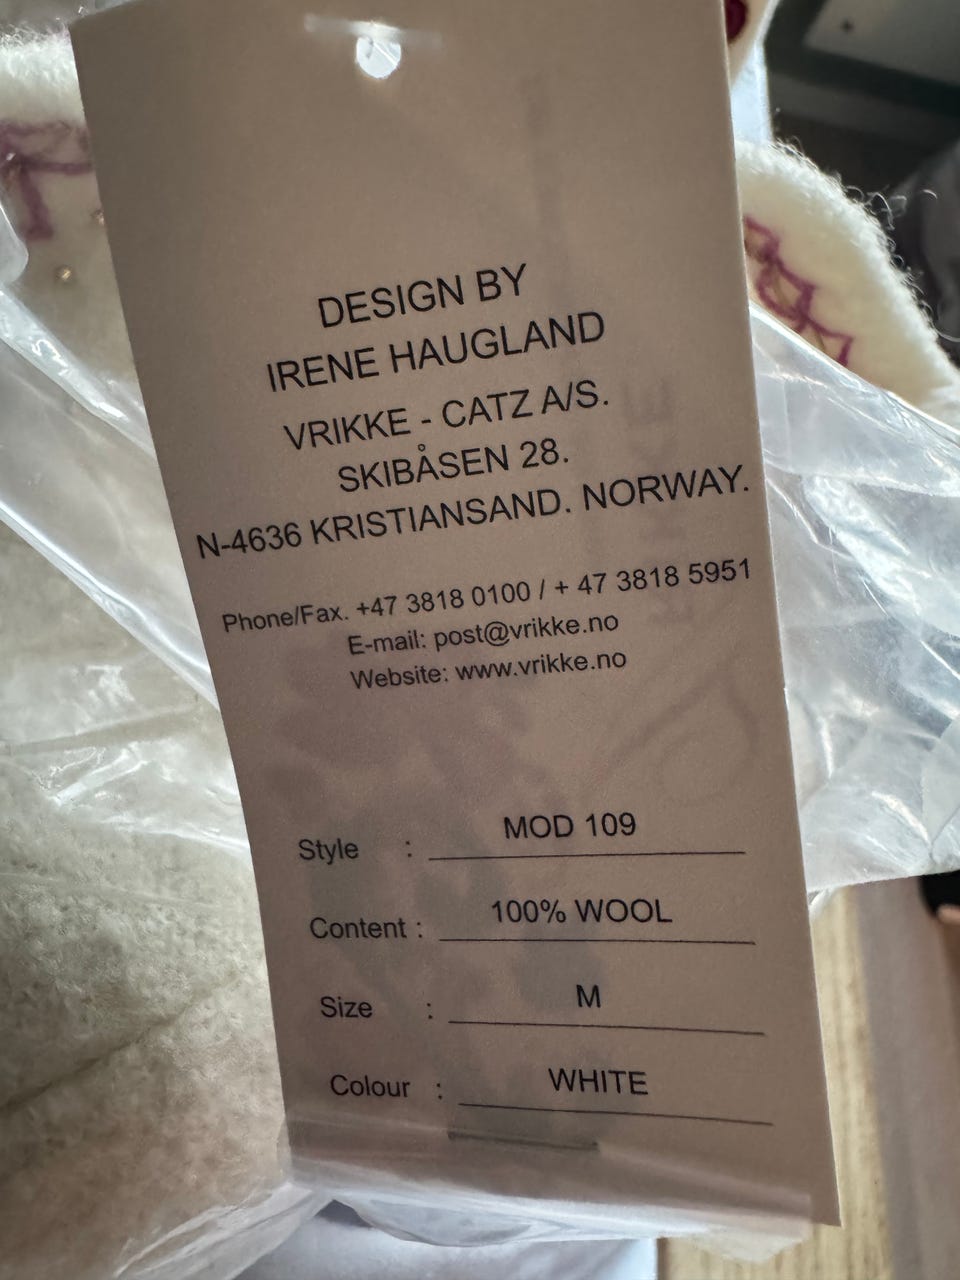 DESIGN BY
IRENE HAUGLAND
VRIKKE - CATZ A/S.
SKIBÅSEN 28.
N-4636 KRISTIANSAND. NORWAY.
Phone/Fax. +47 3818 0100 / + 47 3818 5951
E-mail: post@vrikke.no
Website: www.vrikke.no
Style : MOD 109
Content : 100% WOOL
Size : M
Colour : WHITE